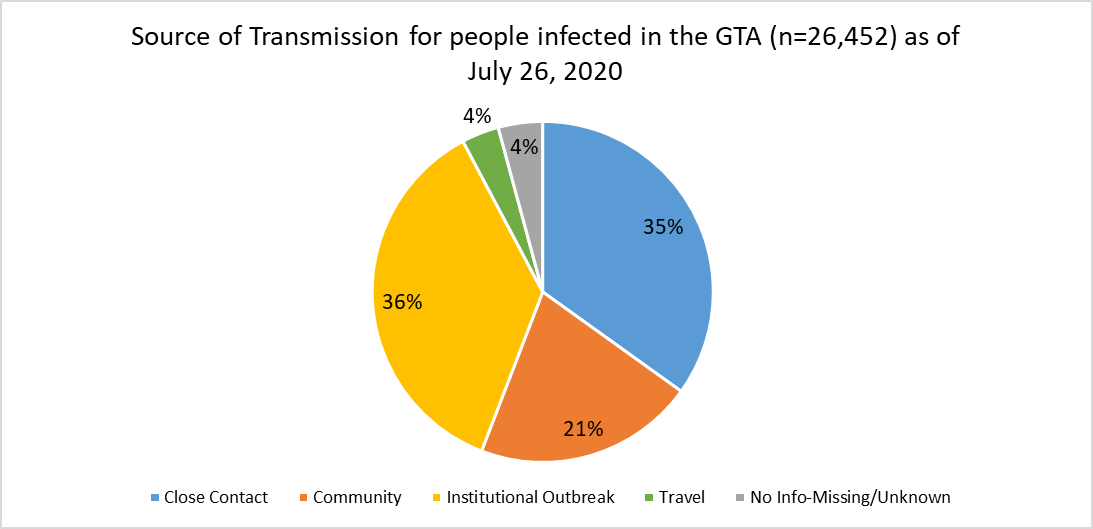 Source of Transmission for people infected in the GTA (n=26,452) as of
July 26, 2020
4%
4%
35%
36%
21%
Close Contact
Community
Institutional Outbreak
Travel
No Info-Missing/Unknown